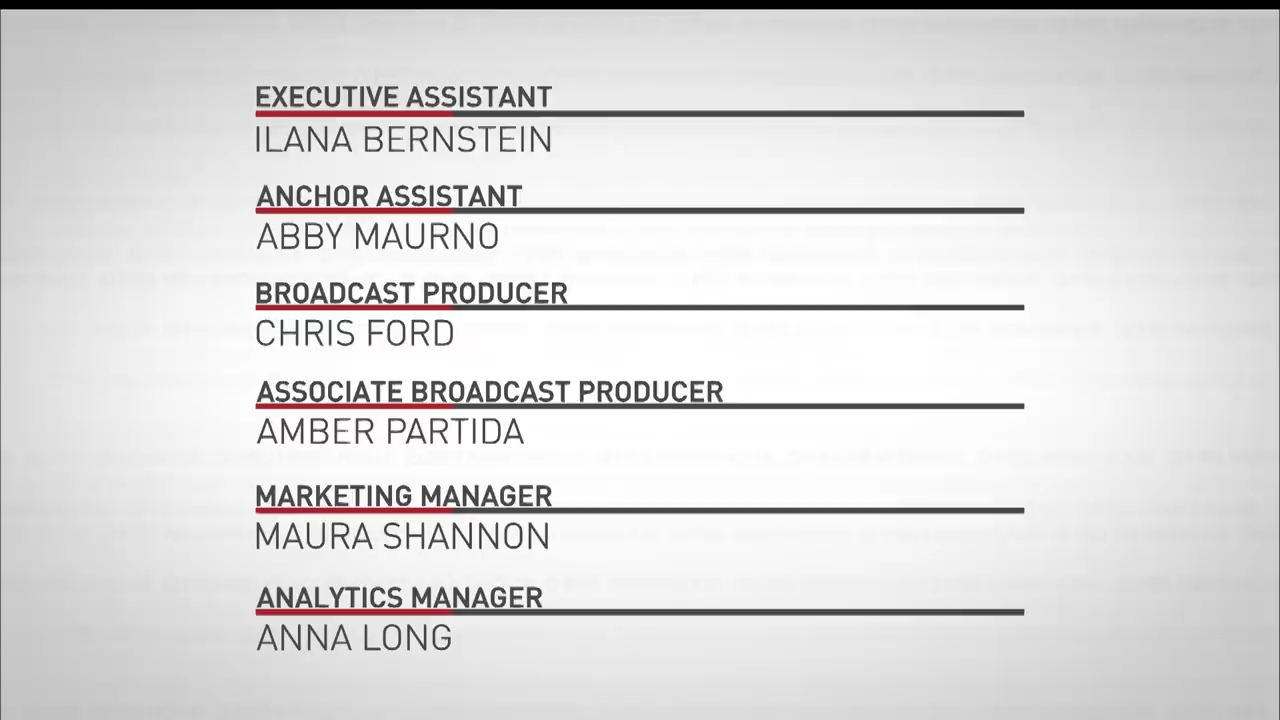 EXECUTIVE ASSISTANT
ILANA BERNSTEIN
ANCHOR ASSISTANT
ABBY MAURNO
BROADCAST PRODUCER
CHRIS FORD
ASSOCIATE BROADCAST PRODUCER
AMBER PARTIDA
MARKETING MANAGER
MAURA SHANNON
ANALYTICS MANAGER
ANNA LONG